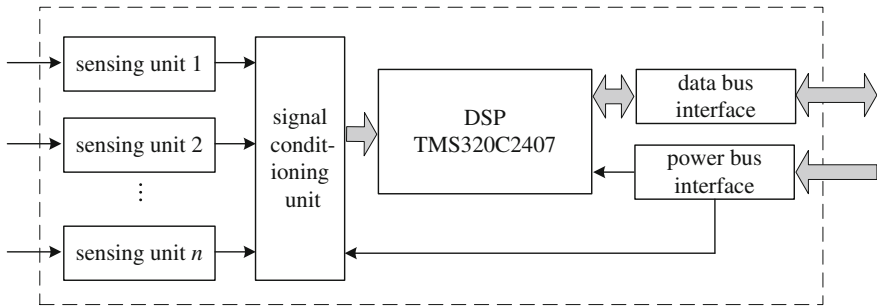 sensing unit 1
sensing unit 2
⋮
sensing unit n
signal
condit-
ioning
unit
DSP
TMS320C2407
data bus
interface
power bus
interface